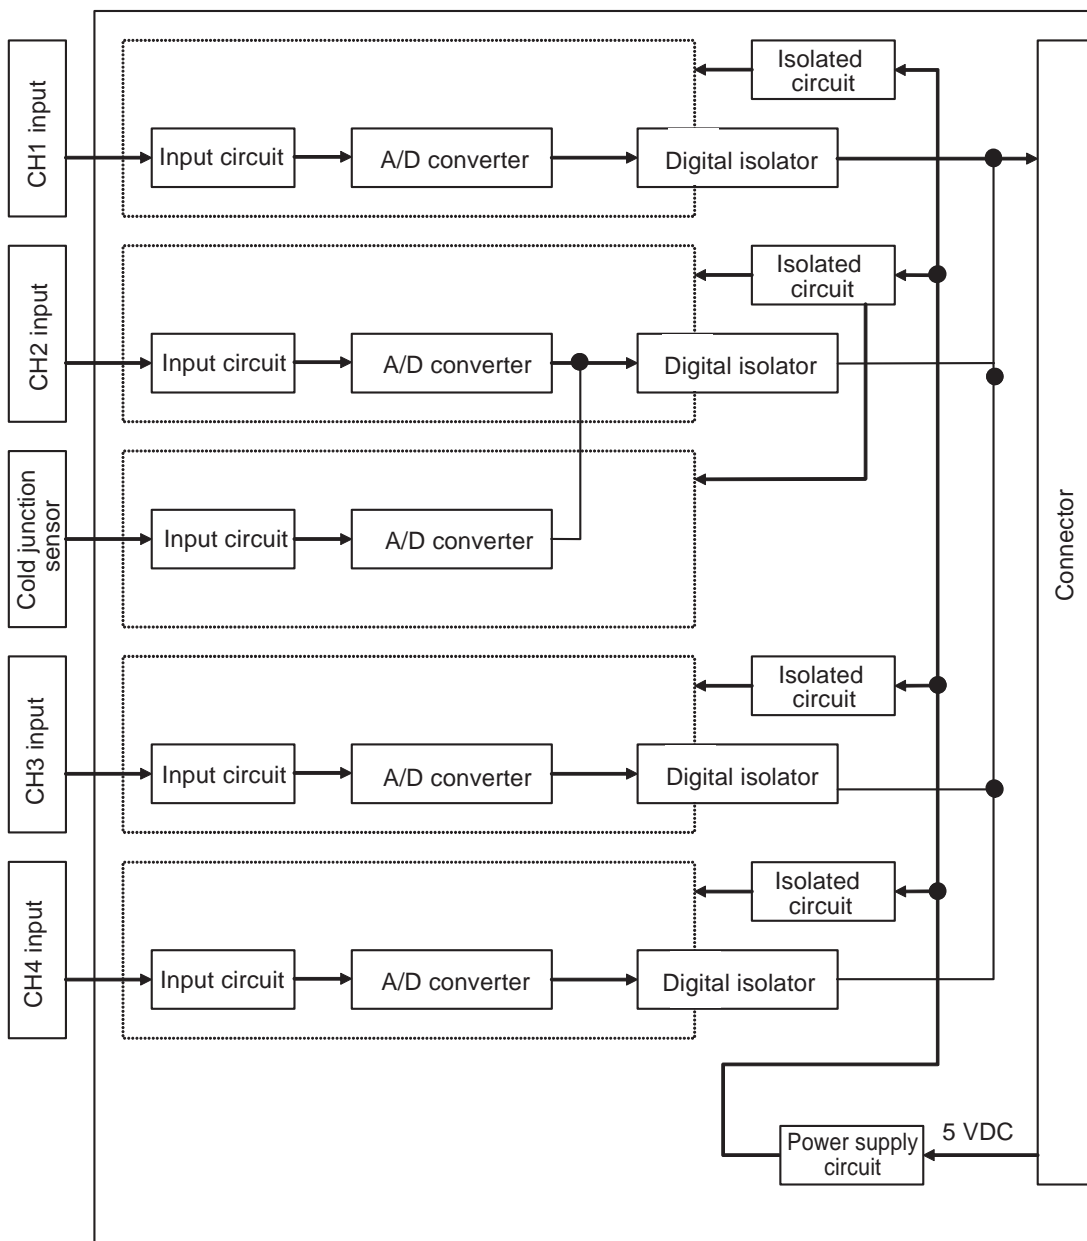 CH1 input
Input circuit
A/D converter
Digital isolator
Isolated
circuit
CH2 input
Input circuit
A/D converter
Digital isolator
Isolated
circuit
Cold junction
sensor
Input circuit
A/D converter
Connector
CH3 input
Input circuit
A/D converter
Digital isolator
Isolated
circuit
CH4 input
Input circuit
A/D converter
Digital isolator
Isolated
circuit
Power supply
circuit
5 VDC